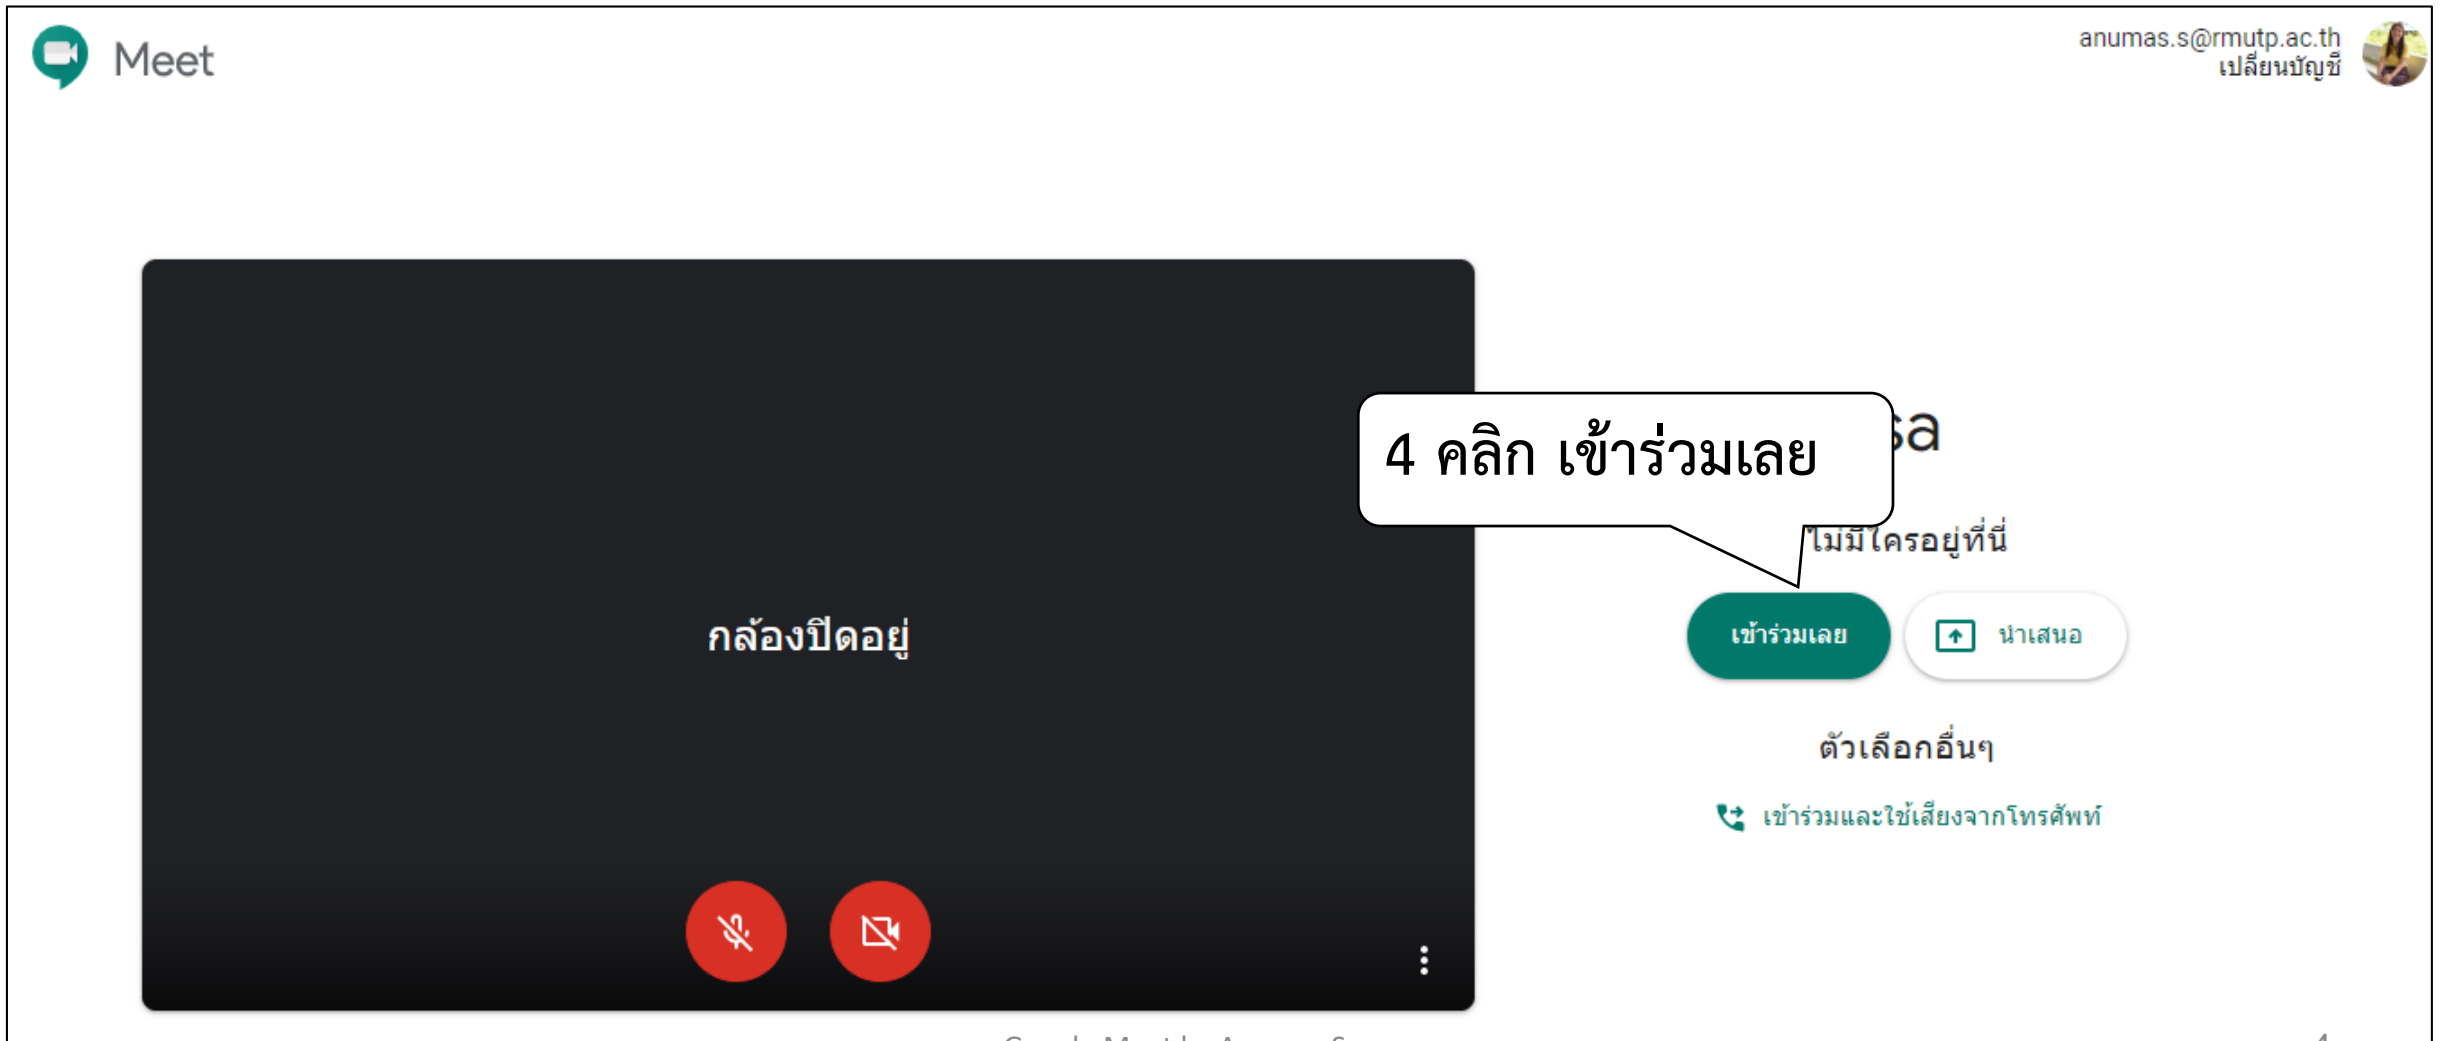 Meet
anumas.s@rmutp.ac.th
เปลี่ยนบัญชี
4 คลิก เข้าร่วมเลย
sa
ไม่มีใครอยู่ที่นี่
กล้องปิดอยู่
เข้าร่วมเลย
นำเสนอ
ตัวเลือกอื่นๆ
เข้าร่วมและใช้เสียงจากโทรศัพท์